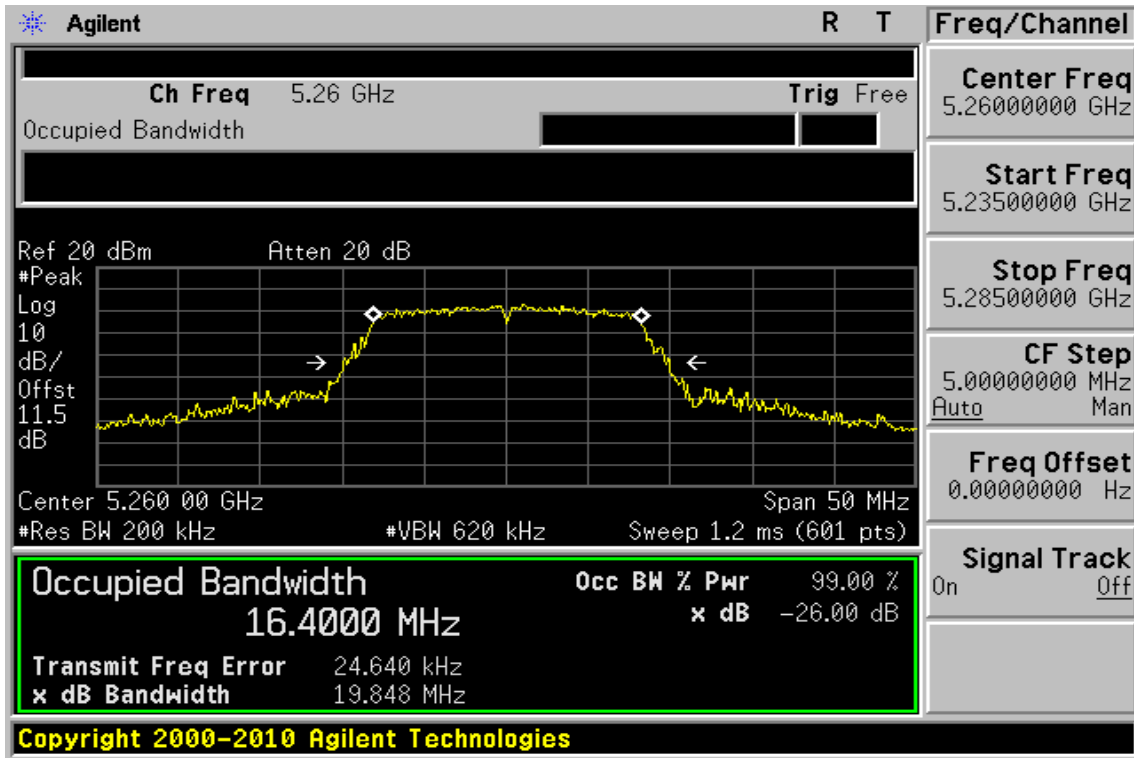 Agilent R T
Ch Freq 5.26 GHz Trig Free
Occupied Bandwidth
Ref 20 dBm Atten 20 dB
#Peak
Log
10
dB/
Offst
11.5
dB
Center 5.260 00 GHz Span 50 MHz
#Res BW 200 kHz #VBW 620 kHz Sweep 1.2 ms (601 pts)
Occupied Bandwidth Occ BW % Pwr 99.00 %
16.4000 MHz x dB -26.00 dB
Transmit Freq Error 24.640 kHz
x dB Bandwidth 19.848 MHz
Copyright 2000-2010 Agilent Technologies
Freq/Channel
Center Freq
5.26000000 GHz
Start Freq
5.23500000 GHz
Stop Freq
5.28500000 GHz
CF Step
5.00000000 MHz
Auto Man
Freq Offset
0.00000000 Hz
Signal Track
On Off